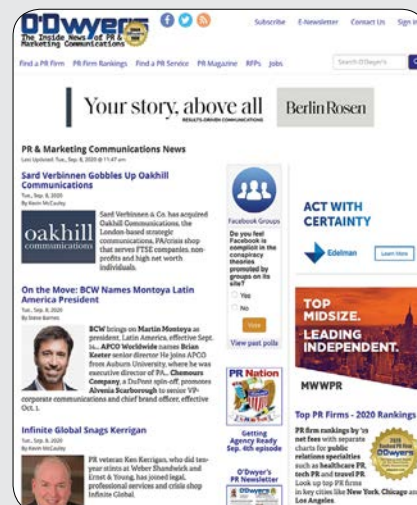 O'Dwyer's
The Inside News of PR &
Marketing Communications
Subscribe E-Newsletter Contact Us Sign in
Find a PR Firm PR Firm Rankings Find a PR Service PR Magazine RFPs Jobs
Search O'Dwyer's
Your story, above all
RESULTS-DRIVEN COMMUNICATIONS
BerlinRosen
PR & Marketing Communications News
Last Updated: Tue., Sep. 8, 2020 @ 11:47 am
Sard Verbinnen Gobbles Up Oakhill
Communications
Tue., Sep. 8, 2020
By Kevin McCauley
oakhill
communications
Sard Verbinnen & Co. has acquired
Oakhill Communications, the
London-based strategic
communications, PA/crisis shop
that serves FTSE companies, non-
profits and high net worth
individuals.
On the Move: BCW Names Montoya Latin
America President
Tue., Sep. 8, 2020
By Steve Barnes
BCW brings on Martin Montoya as
president, Latin America, effective Sept.
14... APCO Worldwide names Brian
Keeter senior director He joins APCO
from Auburn University, where he was
executive director of PA... Chemours
Company, a DuPont spin-off, promotes
Alvenia Scarborough to senior VP-
corporate communications and chief brand officer, effective
Oct. 1.
Infinite Global Snags Kerrigan
Tue., Sep. 8, 2020
By Kevin McCauley
PR veteran Ken Kerrigan, who did ten-
year stints at Weber Shandwick and
Ernst & Young, has joined legal,
professional services and crisis shop
Infinite Global.
Facebook Groups
Do you feel
Facebook is
complicit in the
conspiracy
theories
promoted by
groups on its
site?
Yes
No
Vote
View past polls
PR Nation
Getting
Agency Ready
Sep. 4th episode
O'Dwyer's
PR Newsletter
ODwyer's
ACT WITH
CERTAINTY
Edelman
Learn More
TOP
MIDSIZE.
LEADING
INDEPENDENT.
MWWPR
Top PR Firms - 2020 Rankings
PR firm rankings by '19
net fees with separate
charts for public
relations specialties
such as healthcare PR,
tech PR and travel PR.
Look up top PR firms
in key cities like New York, Chicago and
ODwyer's